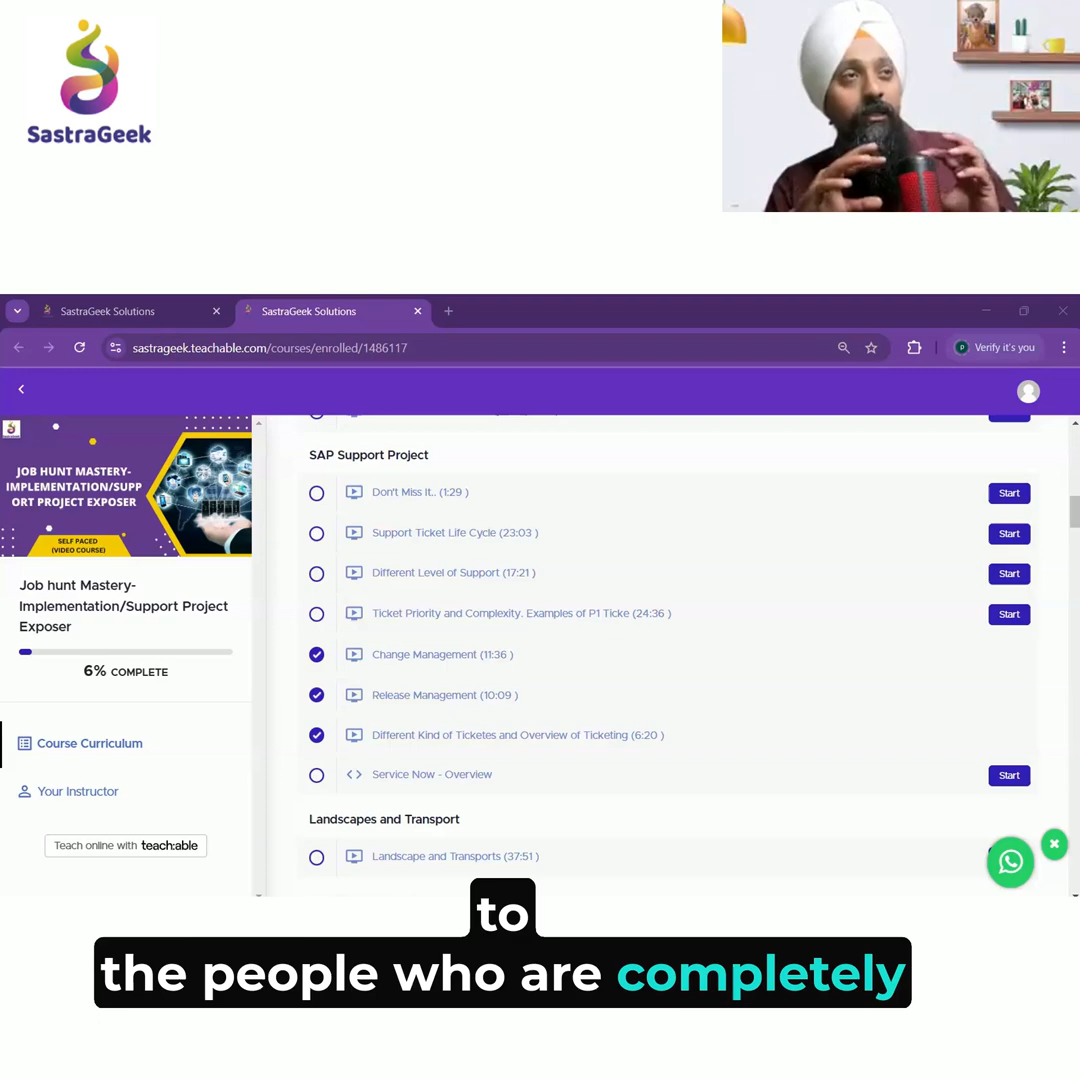 SastraGeek
SastraGeek Solutions
SastraGeek Solutions
sastrageek.teachable.com/courses/enrolled/1486117
P
Verify it's you
JOB HUNT MASTERY-
IMPLEMENTATION/SUPP
ORT PROJECT EXPOSER
SELF PACED
(VIDEO COURSE)
Job hunt Mastery-
Implementation/Support Project
Exposer
6% COMPLETE
Course Curriculum
Your Instructor
Teach online with teach:able
SAP Support Project
Don't Miss It.. (1:29 )
Start
Support Ticket Life Cycle (23:03 )
Start
Different Level of Support (17:21 )
Start
Ticket Priority and Complexity. Examples of P1 Ticke (24:36 )
Start
Change Management (11:36 )
Release Management (10:09 )
Different Kind of Ticketes and Overview of Ticketing (6:20 )
Service Now - Overview
Start
Landscapes and Transport
Landscape and Transports (37:51 )
to
the people who are completely